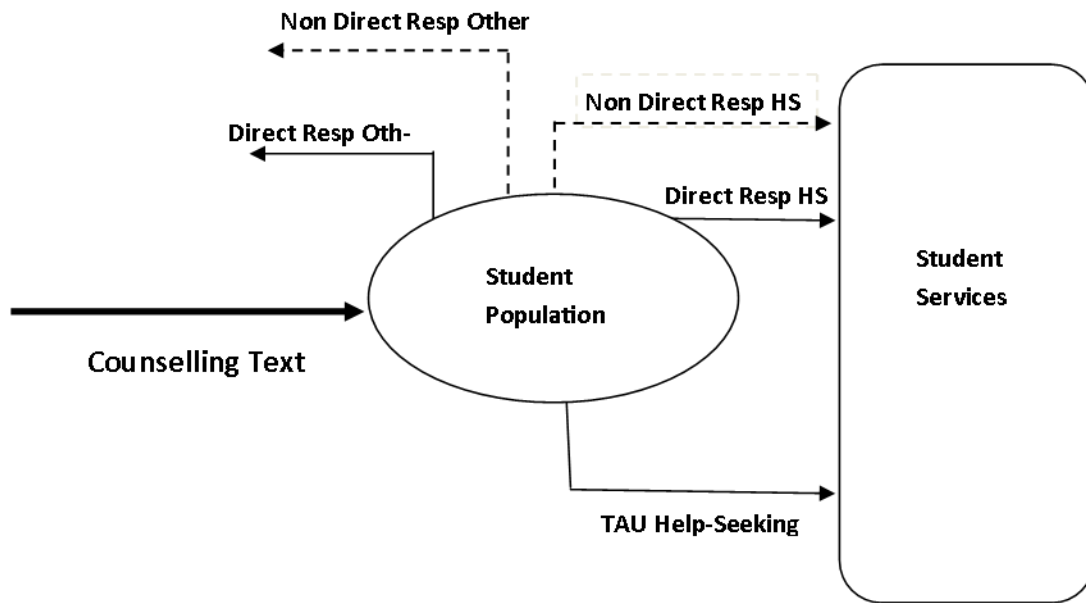 Non Direct Resp Other
Non Direct Resp HS
Direct Resp Oth-
Direct Resp HS
Student
Population
Student
Services
Counselling Text
TAU Help-Seeking